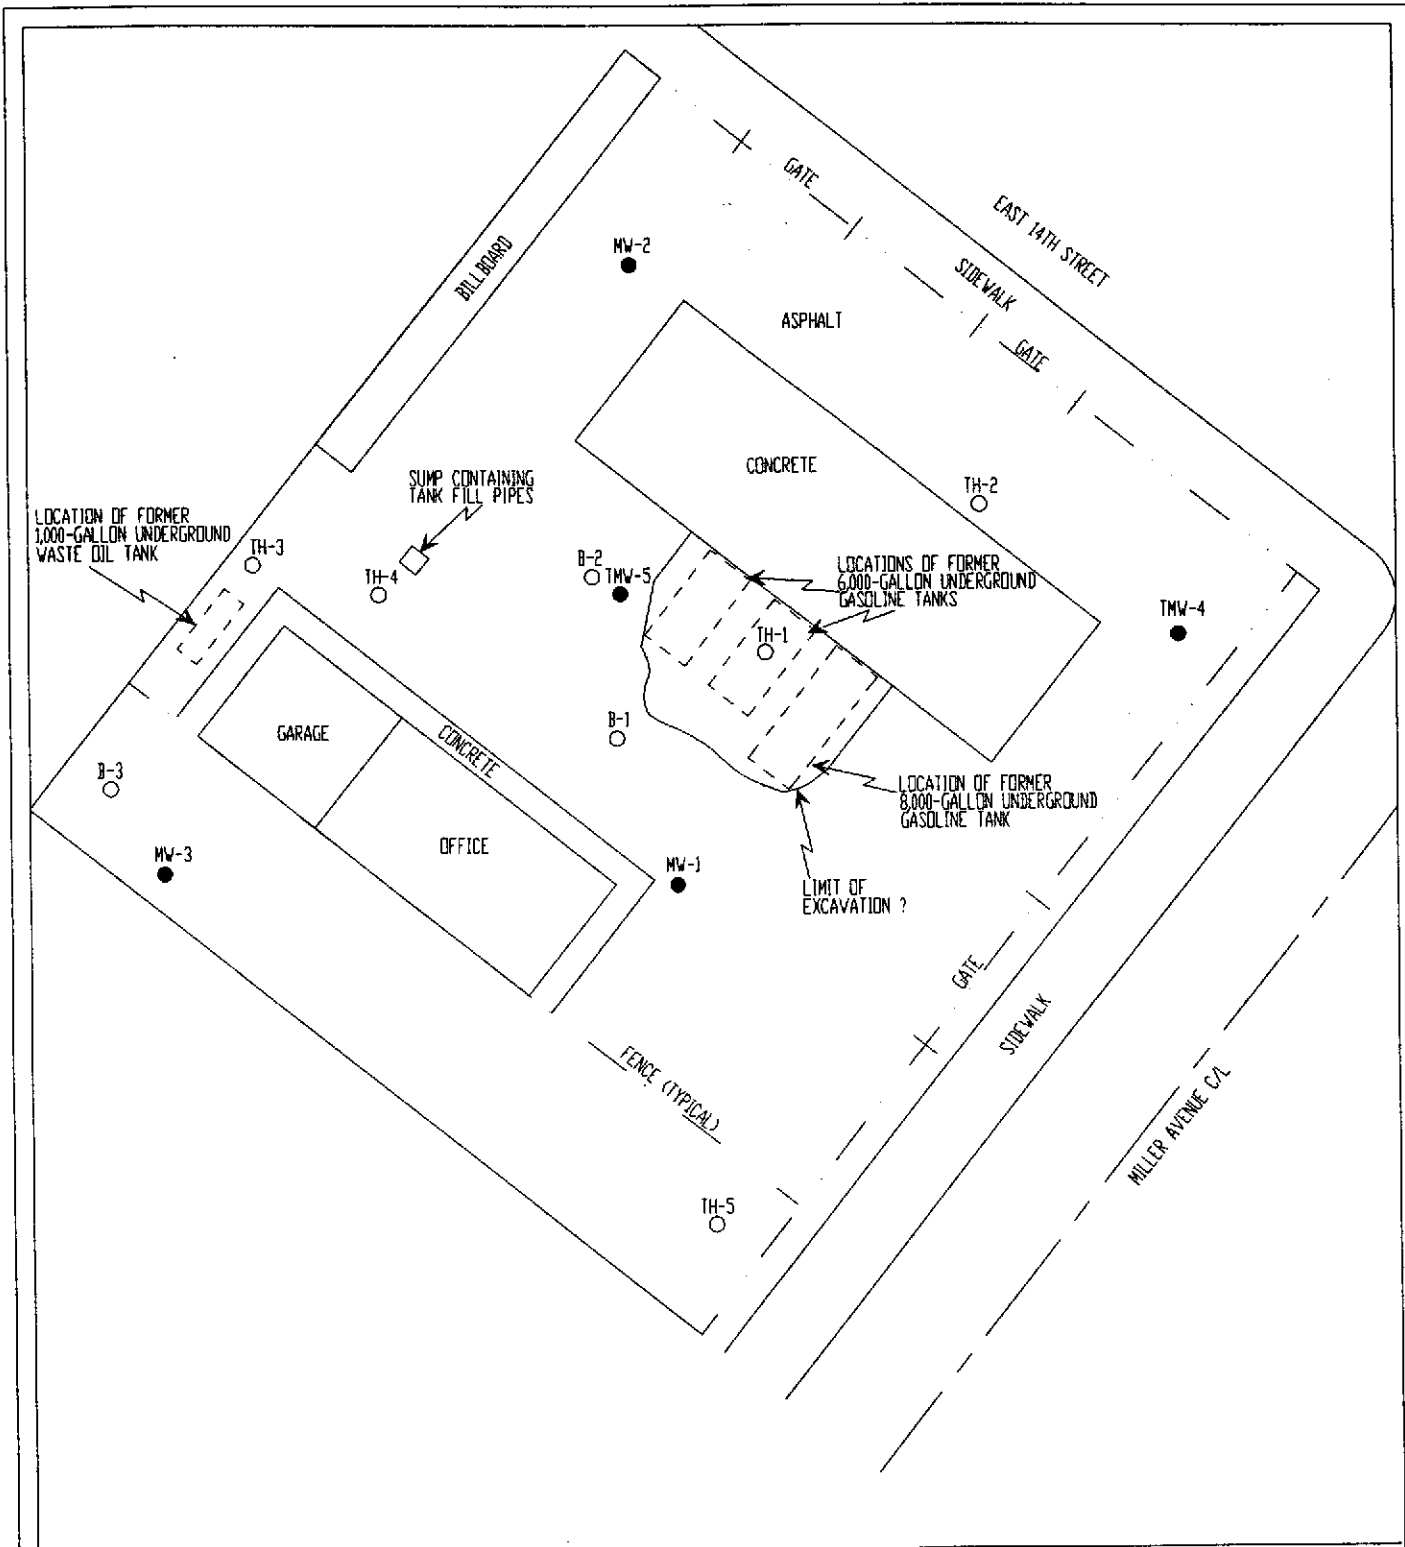 GATE
EAST 14TH STREET
SIDEWALK
GATE
BILLBOARD
MW-2
ASPHALT
CONCRETE
SUMP CONTAINING
TANK FILL PIPES
TH-2
LOCATION OF FORMER
1,000-GALLON UNDERGROUND
WASTE OIL TANK
TH-3
TH-4
B-2
TMW-5
LOCATIONS OF FORMER
6,000-GALLON UNDERGROUND
GASOLINE TANKS
TMW-4
TH-1
B-1
GARAGE
CONCRETE
B-3
LOCATION OF FORMER
8,000-GALLON UNDERGROUND
GASOLINE TANK
OFFICE
MW-3
MW-1
LIMIT OF
EXCAVATION ?
GATE
SIDEWALK
FENCE (TYPICAL)
MILLER AVENUE C/L
TH-5